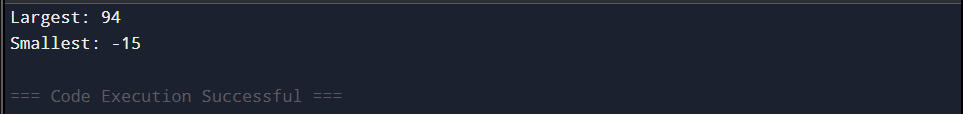 Largest: 94
Smallest: -15
=== Code Execution Successful ===